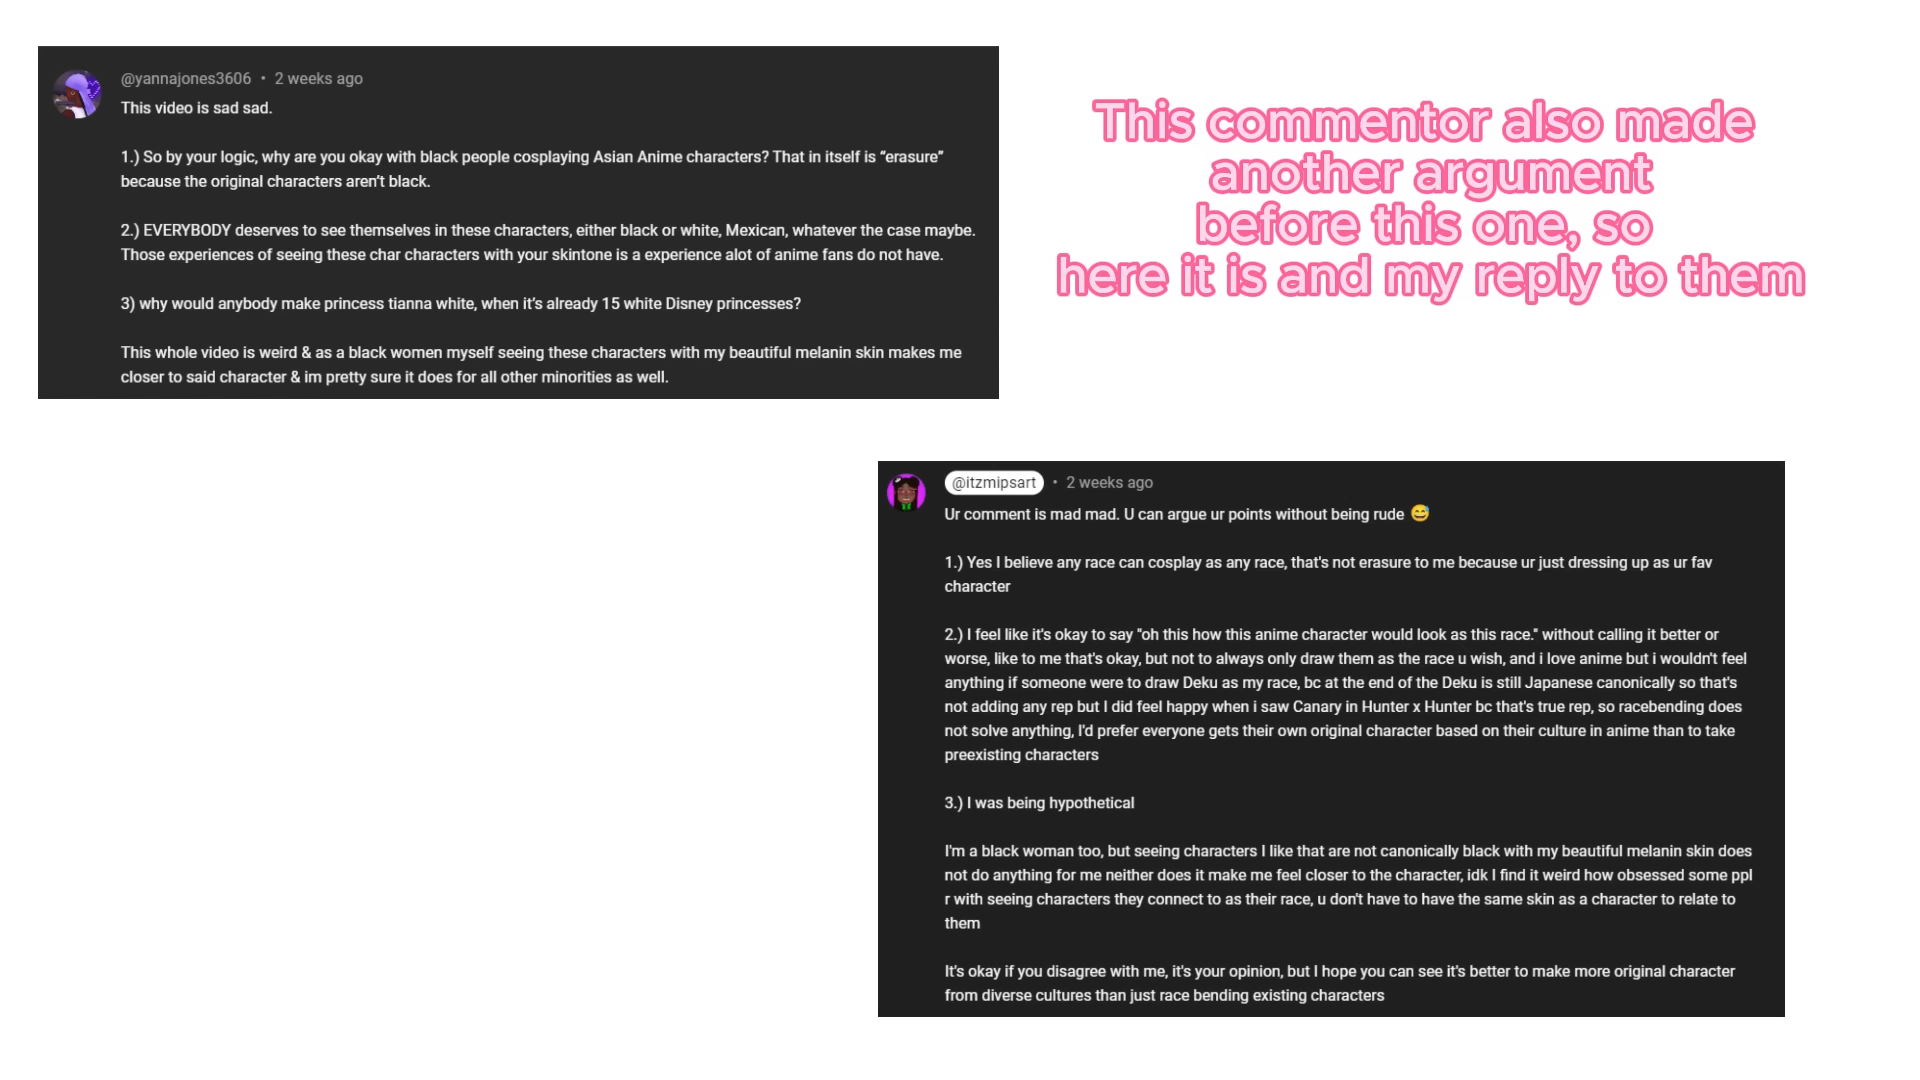 @yannajones3606 • 2 weeks ago
This video is sad sad.
1.) So by your logic, why are you okay with black people cosplaying Asian Anime characters? That in itself is “erasure”
because the original characters aren’t black.
2.) EVERYBODY deserves to see themselves in these characters, either black or white, Mexican, whatever the case maybe.
Those experiences of seeing these char characters with your skintone is a experience alot of anime fans do not have.
3) why would anybody make princess tianna white, when it’s already 15 white Disney princesses?
This whole video is weird & as a black women myself seeing these characters with my beautiful melanin skin makes me
closer to said character & im pretty sure it does for all other minorities as well.
This commentor also made
another argument
before this one, so
here it is and my reply to them
@itzmipsart • 2 weeks ago
Ur comment is mad mad. U can argue ur points without being rude 😅
1.) Yes I believe any race can cosplay as any race, that's not erasure to me because ur just dressing up as ur fav
character
2.) I feel like it's okay to say "oh this how this anime character would look as this race." without calling it better or
worse, like to me that's okay, but not to always only draw them as the race u wish, and i love anime but i wouldn't feel
anything if someone were to draw Deku as my race, bc at the end of the Deku is still Japanese canonically so that's
not adding any rep but I did feel happy when i saw Canary in Hunter x Hunter bc that's true rep, so racebending does
not solve anything, I'd prefer everyone gets their own original character based on their culture in anime than to take
preexisting characters
3.) I was being hypothetical
I'm a black woman too, but seeing characters I like that are not canonically black with my beautiful melanin skin does
not do anything for me neither does it make me feel closer to the character, idk I find it weird how obsessed some ppl
r with seeing characters they connect to as their race, u don't have to have the same skin as a character to relate to
them
It's okay if you disagree with me, it's your opinion, but I hope you can see it's better to make more original character
from diverse cultures than just race bending existing characters